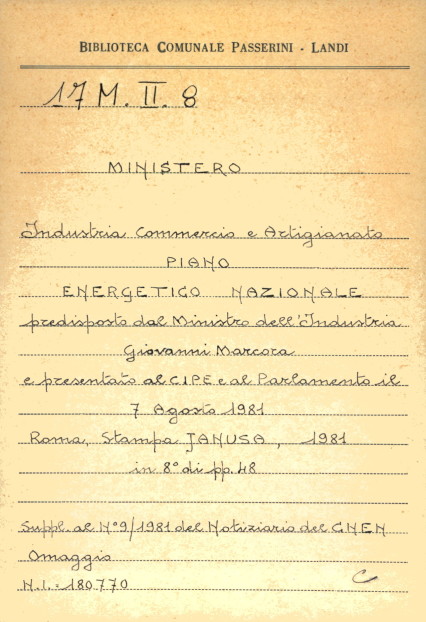 BIBLIOTECA COMUNALE PASSERINI - LANDI
17 M. II. 8
MINISTERO
Industria Commercio e Artigianato
PIANO
ENERGETICO NAZIONALE
predisposto dal Ministro dell'Industria
Giovanni Marcora
e presentato al CIPE e al Parlamento il
7 Agosto 1981
Roma, Stampa JANUSA, 1981
in 8° di pp. 48
Suppl. al N° 9/1981 del Notiziario del CNEN
Omaggio
N.I. = 180770 C